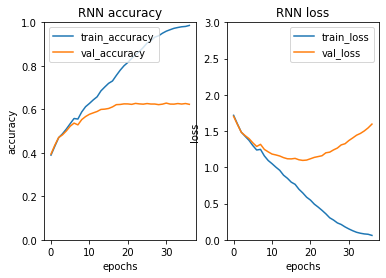 RNN accuracy
1.0
0.8
0.6
0.4
0.2
0.0
accuracy
train_accuracy
val_accuracy
0
10
20
30
epochs
RNN loss
3.0
2.5
2.0
1.5
1.0
0.5
0.0
loss
train_loss
val_loss
0
10
20
30
epochs